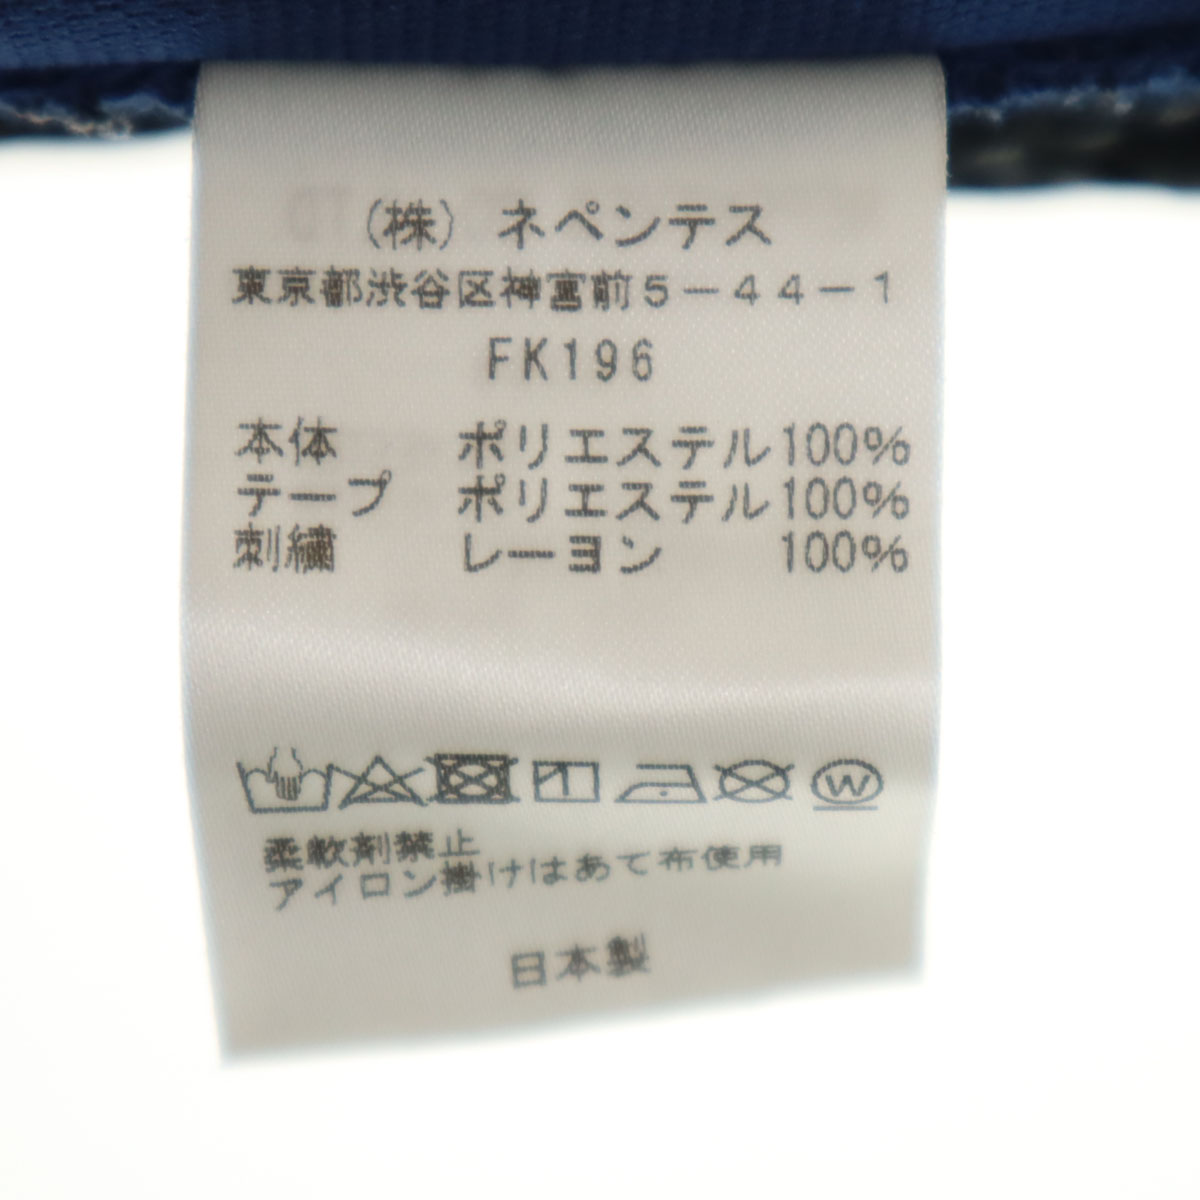 (株) ネペンテス
東京都渋谷区神宮前5-44-1
FK196
本体 ポリエステル100%
テープ ポリエステル100%
刺繍 レーヨン 100%
W
柔軟剤禁止
アイロン掛けはあて布使用
日本製